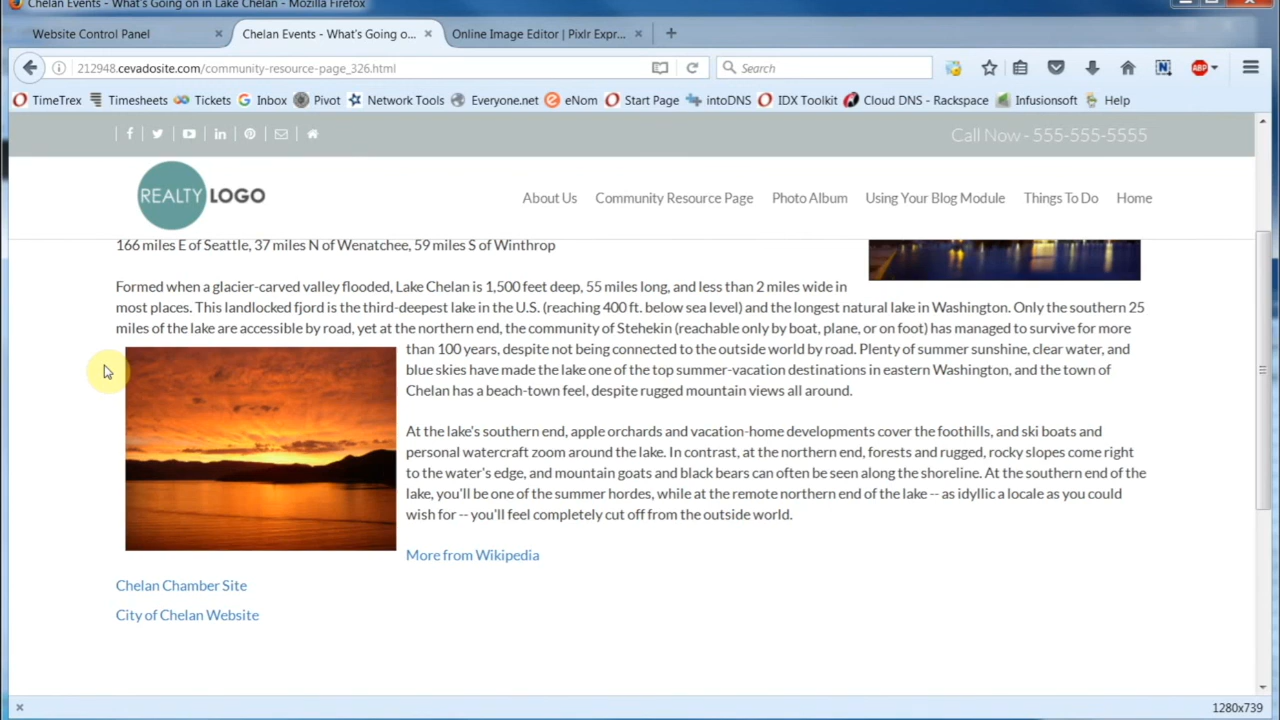 Chelan Events - What's Going on in Lake Chelan - Mozilla Firefox
Website Control Panel
Chelan Events - What's Going o...
Online Image Editor | Pixlr Expr...
212948.cevadosite.com/community-resource-page_326.html
Search
ABP
TimeTrex
Timesheets
Tickets
Inbox
Pivot
Network Tools
Everyone.net
eNom
Start Page
intoDNS
IDX Toolkit
Cloud DNS - Rackspace
Infusionsoft
Help
Call Now - 555-555-5555
REALTY LOGO
About Us
Community Resource Page
Photo Album
Using Your Blog Module
Things To Do
Home
166 miles E of Seattle, 37 miles N of Wenatchee, 59 miles S of Winthrop
Formed when a glacier-carved valley flooded, Lake Chelan is 1,500 feet deep, 55 miles long, and less than 2 miles wide in
most places. This landlocked fjord is the third-deepest lake in the U.S. (reaching 400 ft. below sea level) and the longest natural lake in Washington. Only the southern 25
miles of the lake are accessible by road, yet at the northern end, the community of Stehekin (reachable only by boat, plane, or on foot) has managed to survive for more
than 100 years, despite not being connected to the outside world by road. Plenty of summer sunshine, clear water, and
blue skies have made the lake one of the top summer-vacation destinations in eastern Washington, and the town of
Chelan has a beach-town feel, despite rugged mountain views all around.
At the lake's southern end, apple orchards and vacation-home developments cover the foothills, and ski boats and
personal watercraft zoom around the lake. In contrast, at the northern end, forests and rugged, rocky slopes come right
to the water's edge, and mountain goats and black bears can often be seen along the shoreline. At the southern end of the
lake, you'll be one of the summer hordes, while at the remote northern end of the lake -- as idyllic a locale as you could
wish for -- you'll feel completely cut off from the outside world.
More from Wikipedia
Chelan Chamber Site
City of Chelan Website
1280x739